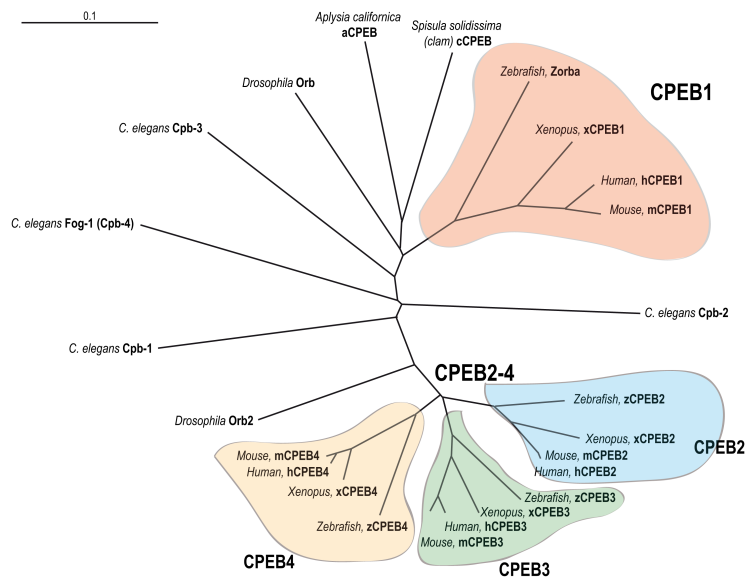 0.1
Aplysia californica
aCPEB
Spisula solidissima
(clam) cCPEB
Zebrafish, Zorba
CPEB1
Drosophila Orb
C. elegans Cpb-3
Xenopus, xCPEB1
Human, hCPEB1
Mouse, mCPEB1
C. elegans Fog-1 (Cpb-4)
C. elegans Cpb-2
C. elegans Cpb-1
CPEB2-4
Drosophila Orb2
Zebrafish, zCPEB2
Xenopus, xCPEB2
CPEB2
Mouse, mCPEB2
Human, hCPEB2
Mouse, mCPEB4
Human, hCPEB4
Xenopus, xCPEB4
Zebrafish, zCPEB4
CPEB4
Zebrafish, zCPEB3
Xenopus, xCPEB3
Human, hCPEB3
Mouse, mCPEB3
CPEB3